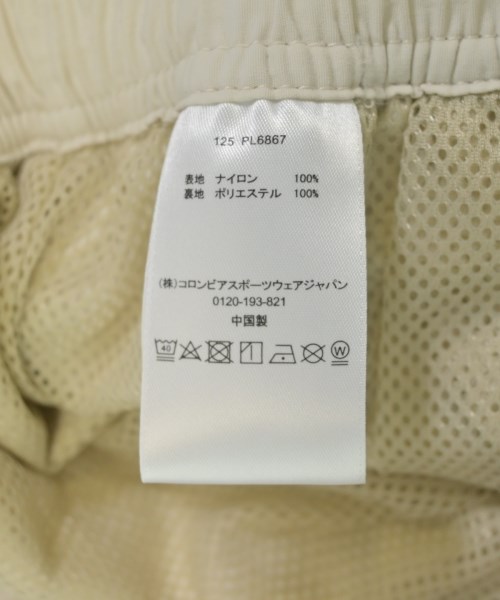 125 PL6867
表地 ナイロン 100%
裏地 ポリエステル 100%
(株)コロンビアスポーツウェアジャパン
0120-193-821
中国製
40 W